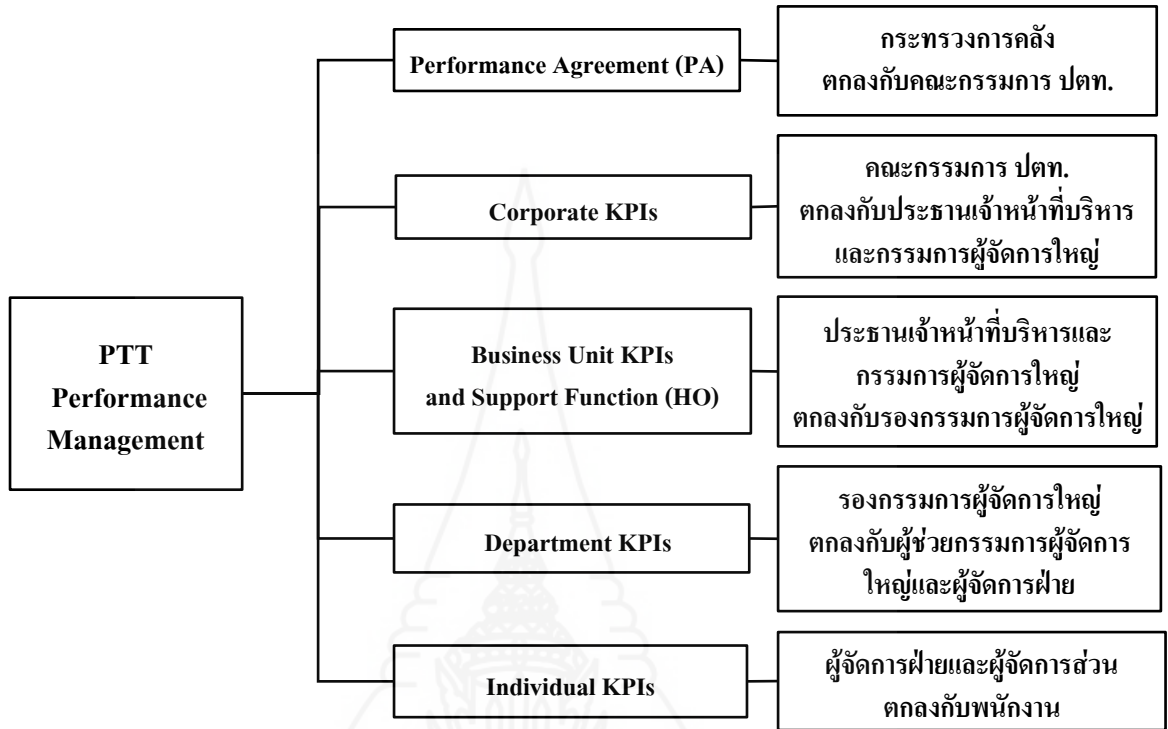 Performance Agreement (PA)
กระทรวงการคลัง
ตกลงกับคณะกรรมการ ปตท.
Corporate KPIs
คณะกรรมการ ปตท.
ตกลงกับประธานเจ้าหน้าที่บริหาร
และกรรมการผู้จัดการใหญ่
PTT
Performance
Management
Business Unit KPIs
and Support Function (HO)
ประธานเจ้าหน้าที่บริหารและ
กรรมการผู้จัดการใหญ่
ตกลงกับรองกรรมการผู้จัดการใหญ่
Department KPIs
รองกรรมการผู้จัดการใหญ่
ตกลงกับผู้ช่วยกรรมการผู้จัดการ
ใหญ่และผู้จัดการฝ่าย
Individual KPIs
ผู้จัดการฝ่ายและผู้จัดการส่วน
ตกลงกับพนักงาน